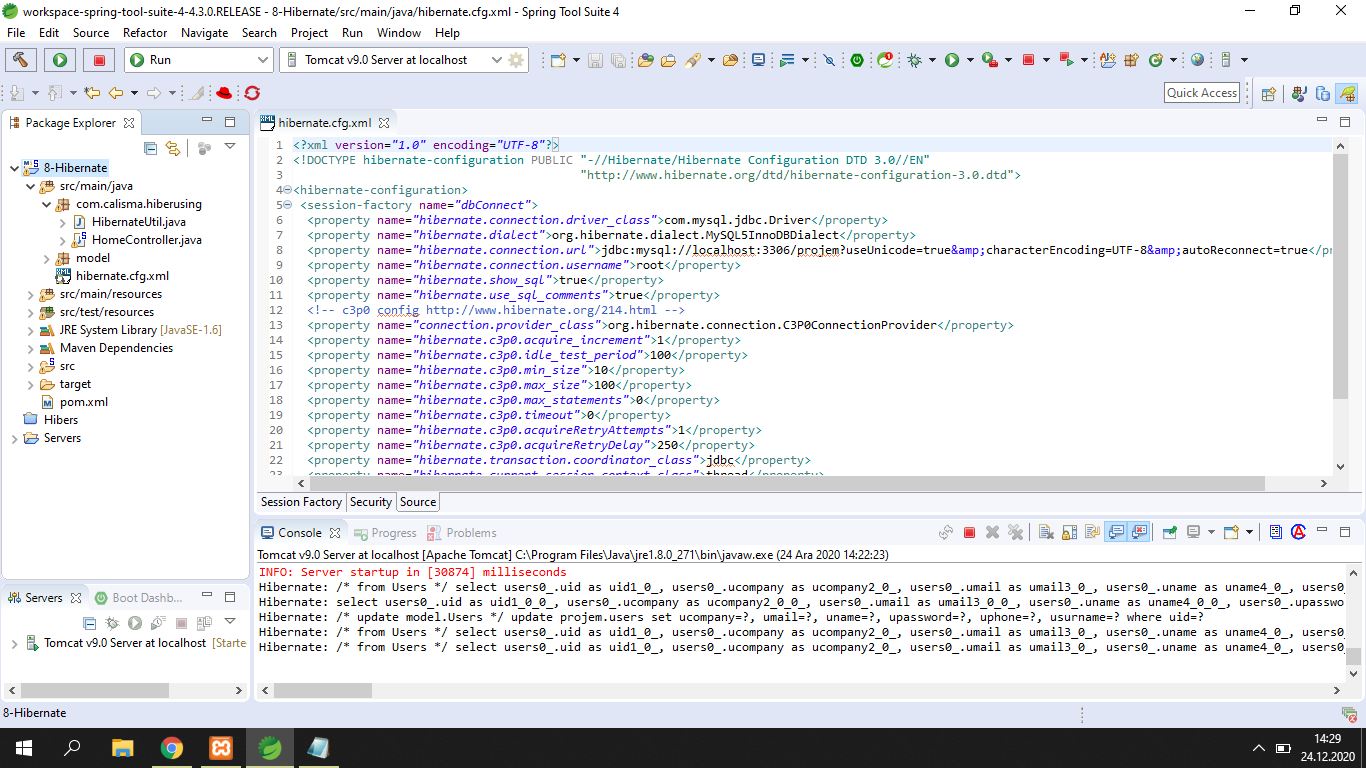 workspace-spring-tool-suite-4-4.3.0.RELEASE - 8-Hibernate/src/main/java/hibernate.cfg.xml - Spring Tool Suite 4
File Edit Source Refactor Navigate Search Project Run Window Help
Run
Tomcat v9.0 Server at localhost
Quick Access
Package Explorer
8-Hibernate
src/main/java
com.calisma.hiberusing
HibernateUtil.java
HomeController.java
model
hibernate.cfg.xml
src/main/resources
src/test/resources
JRE System Library [JavaSE-1.6]
Maven Dependencies
src
target
pom.xml
Hibers
Servers
hibernate.cfg.xml
1 <?xml version="1.0" encoding="UTF-8"?>
2 <!DOCTYPE hibernate-configuration PUBLIC "-//Hibernate/Hibernate Configuration DTD 3.0//EN"
3 "http://www.hibernate.org/dtd/hibernate-configuration-3.0.dtd">
4 <hibernate-configuration>
5 <session-factory name="dbConnect">
6 <property name="hibernate.connection.driver_class">com.mysql.jdbc.Driver</property>
7 <property name="hibernate.dialect">org.hibernate.dialect.MySQL5InnoDBDialect</property>
8 <property name="hibernate.connection.url">jdbc:mysql://localhost:3306/projem?useUnicode=true&amp;characterEncoding=UTF-8&amp;autoReconnect=true</pr
9 <property name="hibernate.connection.username">root</property>
10 <property name="hibernate.show_sql">true</property>
11 <property name="hibernate.use_sql_comments">true</property>
12 <!-- c3p0 config http://www.hibernate.org/214.html -->
13 <property name="connection.provider_class">org.hibernate.connection.C3P0ConnectionProvider</property>
14 <property name="hibernate.c3p0.acquire_increment">1</property>
15 <property name="hibernate.c3p0.idle_test_period">100</property>
16 <property name="hibernate.c3p0.min_size">10</property>
17 <property name="hibernate.c3p0.max_size">100</property>
18 <property name="hibernate.c3p0.max_statements">0</property>
19 <property name="hibernate.c3p0.timeout">0</property>
20 <property name="hibernate.c3p0.acquireRetryAttempts">1</property>
21 <property name="hibernate.c3p0.acquireRetryDelay">250</property>
22 <property name="hibernate.transaction.coordinator_class">jdbc</property>
23 <property name="hibernate.current_session_context_class">thread</property>
Session Factory Security Source
Console Progress Problems
Tomcat v9.0 Server at localhost [Apache Tomcat] C:\Program Files\Java\jre1.8.0_271\bin\javaw.exe (24 Ara 2020 14:22:23)
INFO: Server startup in [30874] milliseconds
Hibernate: /* from Users */ select users0_.uid as uid1_0_, users0_.ucompany as ucompany2_0_, users0_.umail as umail3_0_, users0_.uname as uname4_0_, users0
Hibernate: select users0_.uid as uid1_0_0_, users0_.ucompany as ucompany2_0_0_, users0_.umail as umail3_0_0_, users0_.uname as uname4_0_0_, users0_.upasswo
Hibernate: /* update model.Users */ update projem.users set ucompany=?, umail=?, uname=?, upassword=?, uphone=?, usurname=? where uid=?
Hibernate: /* from Users */ select users0_.uid as uid1_0_, users0_.ucompany as ucompany2_0_, users0_.umail as umail3_0_, users0_.uname as uname4_0_, users0
Hibernate: /* from Users */ select users0_.uid as uid1_0_, users0_.ucompany as ucompany2_0_, users0_.umail as umail3_0_, users0_.uname as uname4_0_, users0
Servers Boot Dashb...
Tomcat v9.0 Server at localhost [Starte
8-Hibernate
14:29
24.12.2020